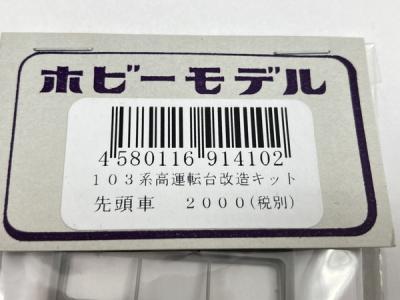 ホビーモデル
4 580116 914102
１０３系高運転台改造キット
先頭車　２０００(税別)